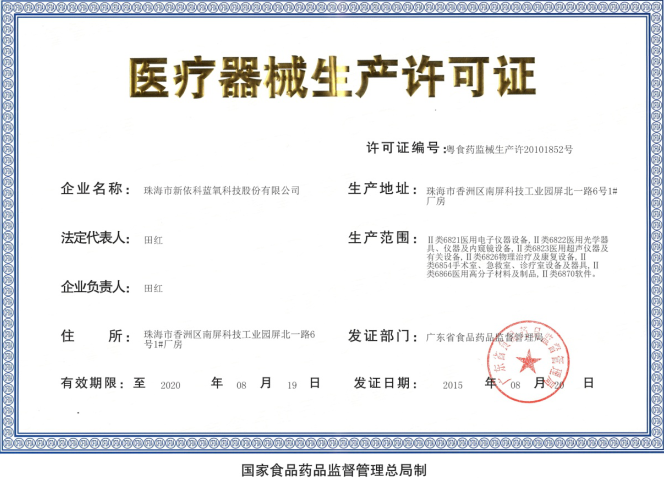 医疗器械生产许可证
许可证编号:粤食药监械生产许20101852号
企业名称: 珠海市新依科蓝氧科技股份有限公司
生产地址: 珠海市香洲区南屏科技工业园屏北一路6号1#
厂房
法定代表人: 田红
生产范围: Ⅱ类6821医用电子仪器设备,Ⅱ类6822医用光学器
具、仪器及内窥镜设备,Ⅱ类6823医用超声仪器及
有关设备,Ⅱ类6826物理治疗及康复设备,Ⅱ
类6854手术室、急救室、诊疗室设备及器具,Ⅱ
类6866医用高分子材料及制品,Ⅱ类6870软件。
企业负责人: 田红
住 所: 珠海市香洲区南屏科技工业园屏北一路6
号1#厂房
发证部门: 广东省食品药品监督管理局
广东省食品药品监督管理局
有效期限: 至 2020 年 08 月 19 日
发证日期: 2015 年 08 月 20 日
国家食品药品监督管理总局制